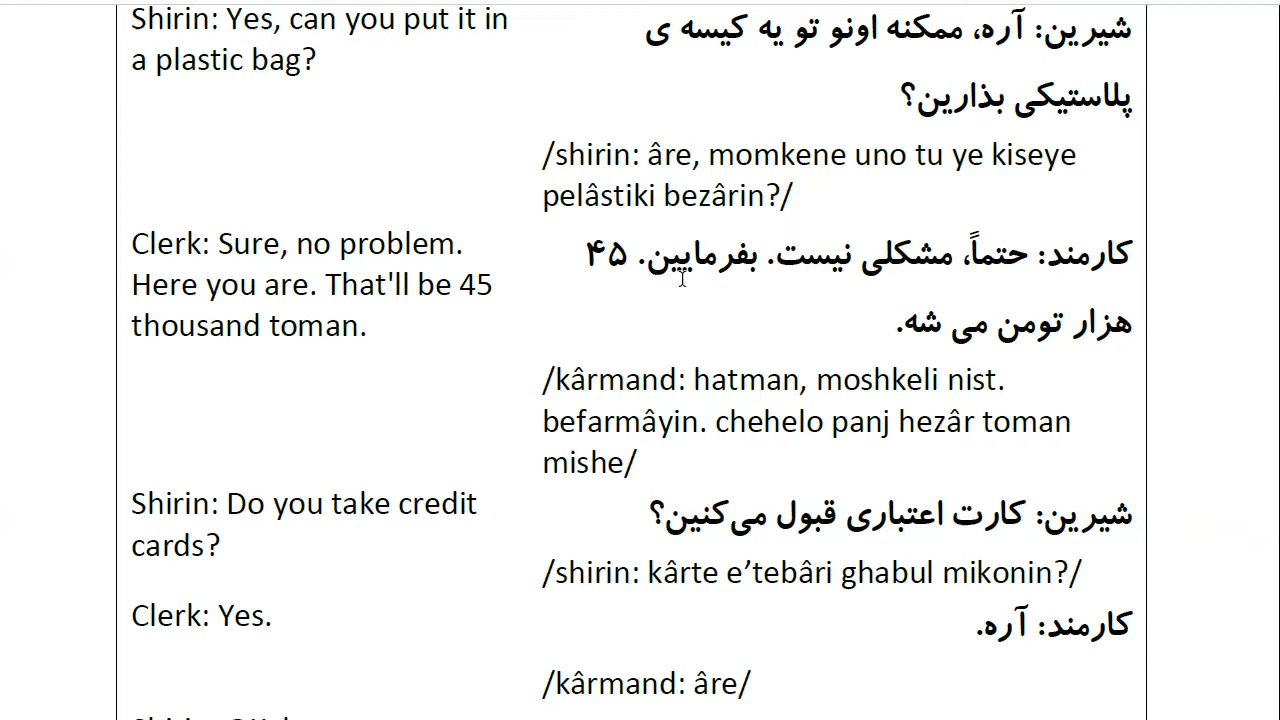 Shirin: Yes, can you put it in
a plastic bag?
شیرین: آره، ممکنه اونو تو یه کیسه ی
پلاستیکی بذارین؟
/shirin: âre, momkene uno tu ye kiseye
pelâstiki bezârin?/
Clerk: Sure, no problem.
Here you are. That'll be 45
thousand toman.
کارمند: حتماً، مشکلی نیست. بفرمایین. ۴۵
هزار تومن می شه.
/kârmand: hatman, moshkeli nist.
befarmâyin. chehelo panj hezâr toman
mishe/
Shirin: Do you take credit
cards?
شیرین: کارت اعتباری قبول می‌کنین؟
/shirin: kârte e’tebâri ghabul mikonin?/
Clerk: Yes.
کارمند: آره.
/kârmand: âre/